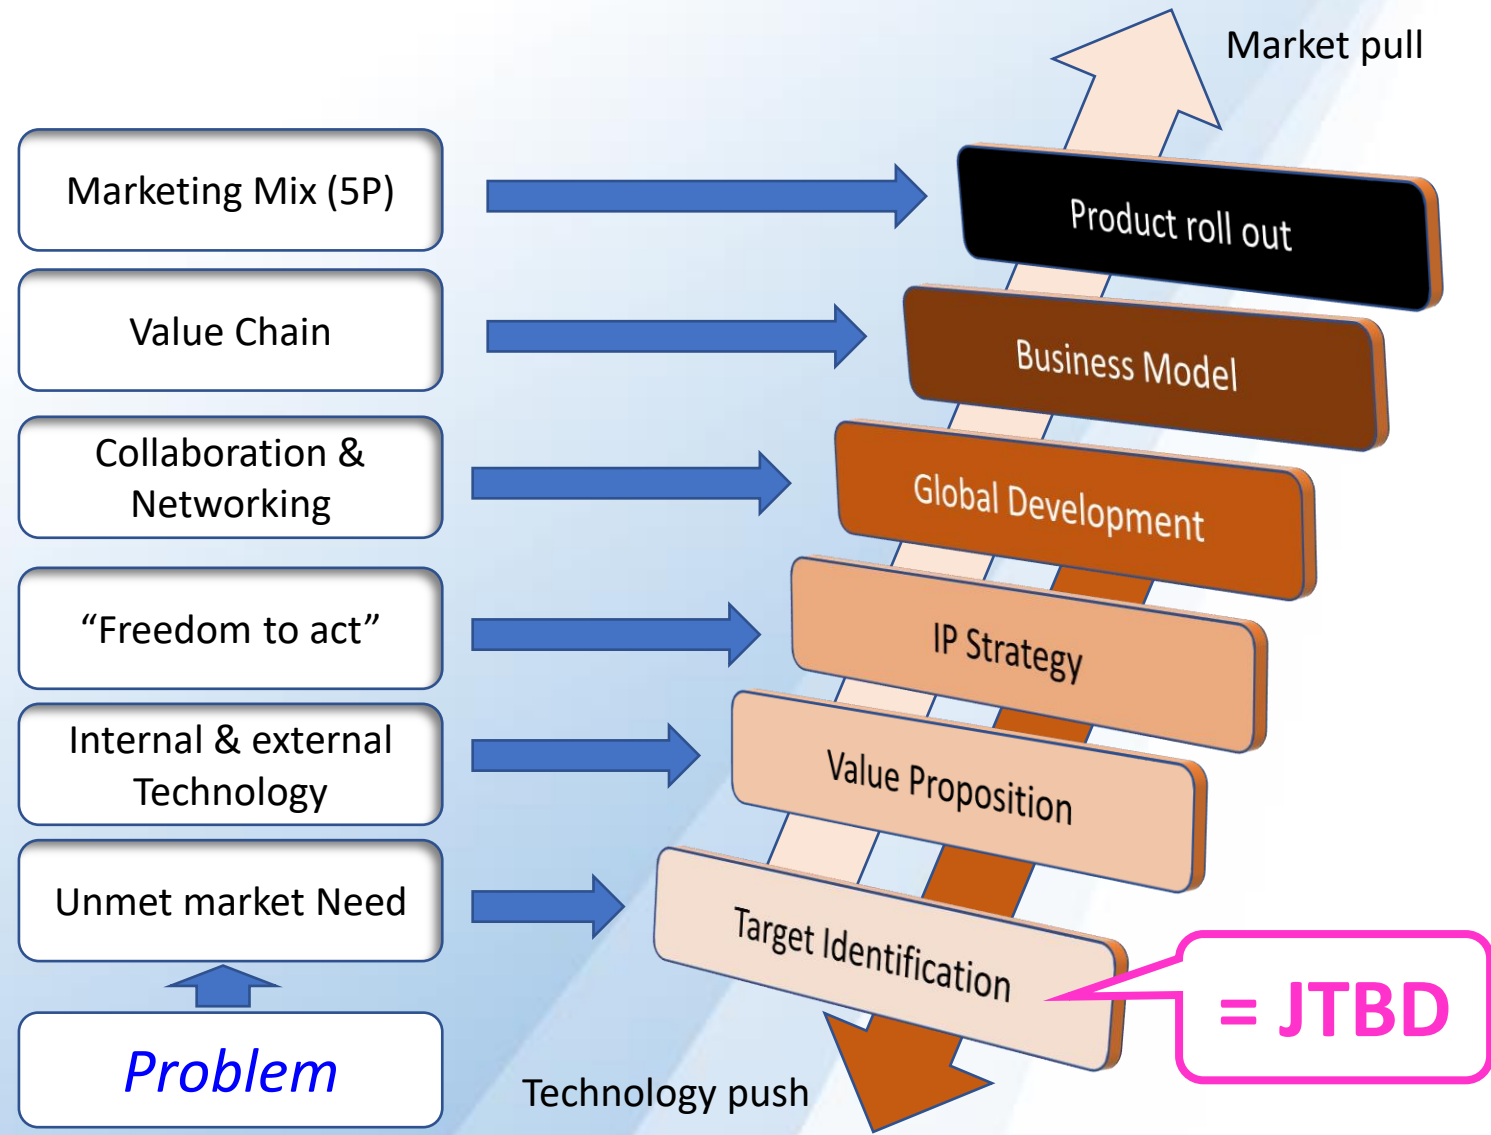 Market pull
Marketing Mix (5P)
Product roll out
Value Chain
Business Model
Collaboration &
Networking
Global Development
“Freedom to act”
IP Strategy
Internal & external
Technology
Value Proposition
Unmet market Need
Target Identification
= JTBD
Problem
Technology push